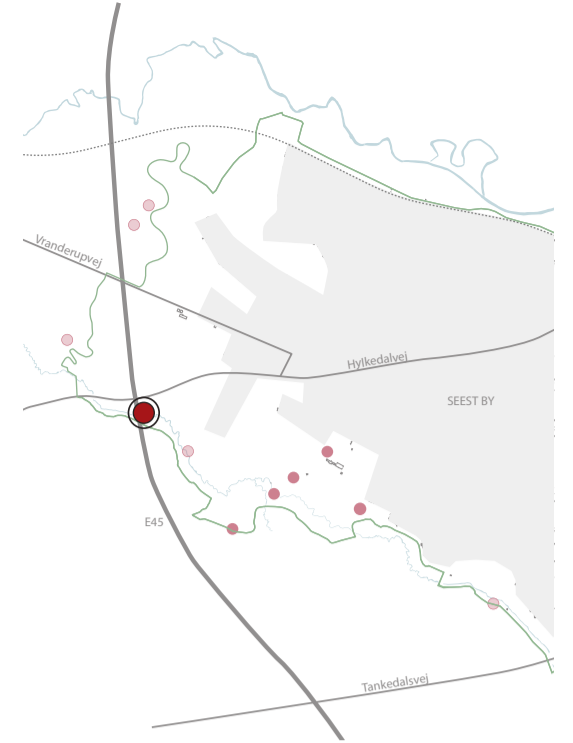 Vranderupvej
Hylkedalvej
SEEST BY
E45
Tankedalsvej